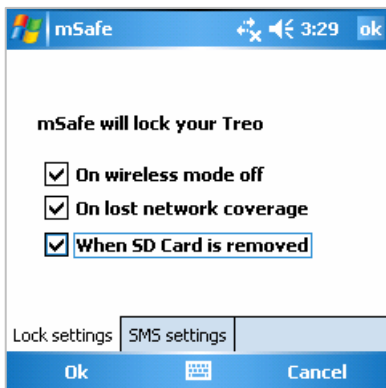 mSafe 3:29 ok
mSafe will lock your Treo
On wireless mode off
On lost network coverage
When SD Card is removed
Lock settings SMS settings
Ok Cancel